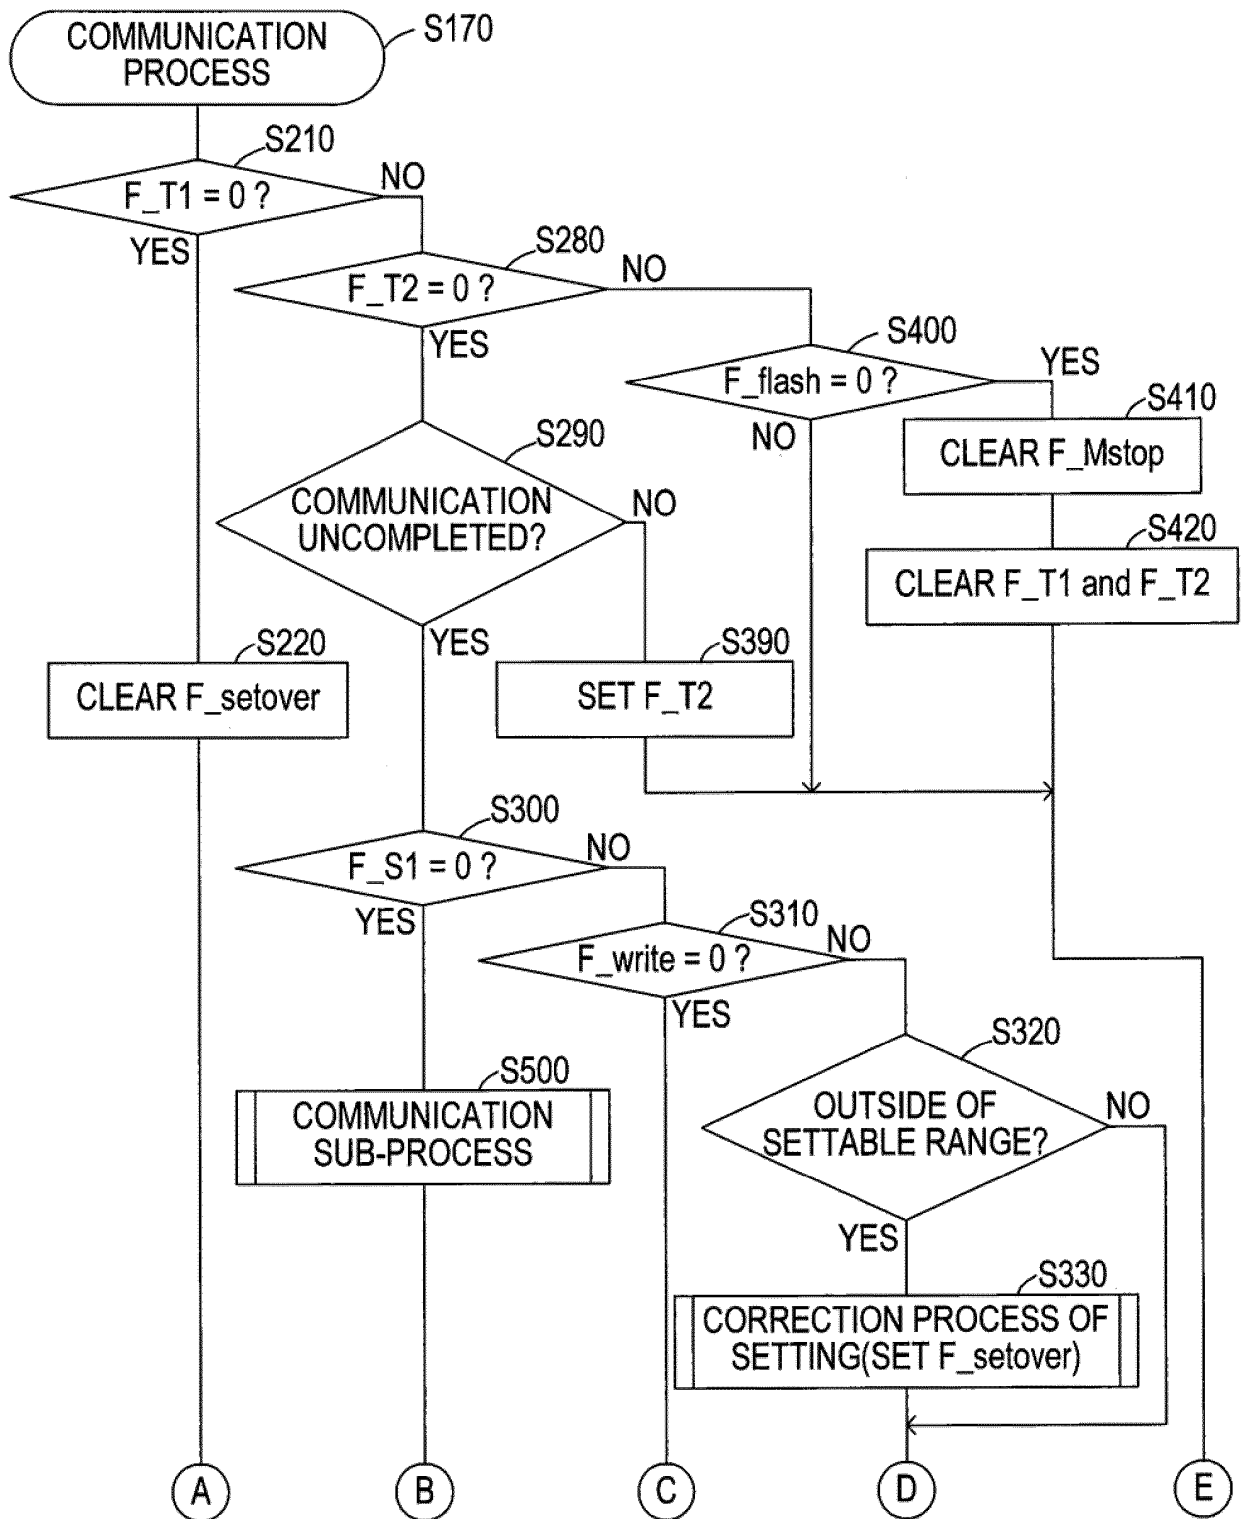 COMMUNICATION
PROCESS
S170
S210
F_T1 = 0 ?
NO
YES
S280
F_T2 = 0 ?
NO
YES
S400
F_flash = 0 ?
YES
NO
S410
CLEAR F_Mstop
S290
COMMUNICATION
UNCOMPLETED?
NO
YES
S420
CLEAR F_T1 and F_T2
S220
CLEAR F_setover
S390
SET F_T2
S300
F_S1 = 0 ?
NO
YES
S310
F_write = 0 ?
NO
YES
S320
OUTSIDE OF
SETTABLE RANGE?
NO
YES
S500
COMMUNICATION
SUB-PROCESS
S330
CORRECTION PROCESS OF
SETTING(SET F_setover)
A
B
C
D
E